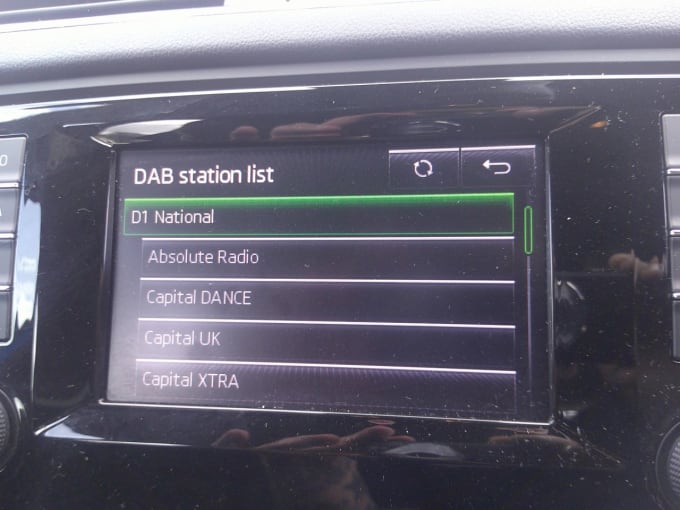 DAB station list
D1 National
Absolute Radio
Capital DANCE
Capital UK
Capital XTRA